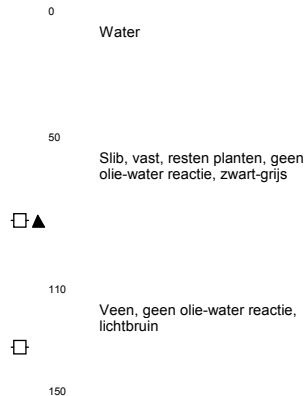 0
Water
50
Slib, vast, resten planten, geen
olie-water reactie, zwart-grijs
110
Veen, geen olie-water reactie,
lichtbruin
150